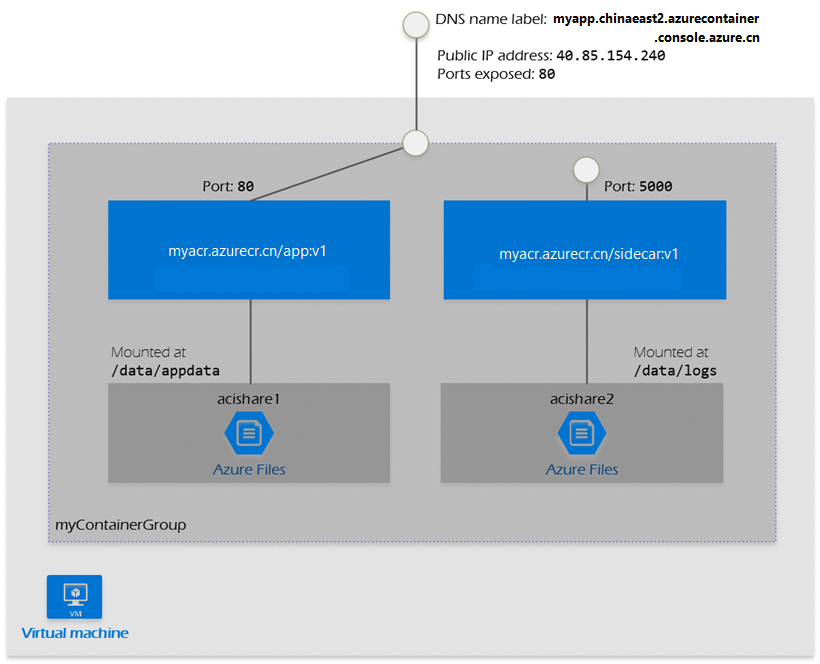 DNS name label: myapp.chinaeast2.azurecontainer
.console.azure.cn
Public IP address: 40.85.154.240
Ports exposed: 80
Port: 80
Port: 5000
myacr.azurecr.cn/app:v1
myacr.azurecr.cn/sidecar:v1
Mounted at
/data/appdata
Mounted at
/data/logs
acishare1
Azure Files
acishare2
Azure Files
myContainerGroup
VM
Virtual machine